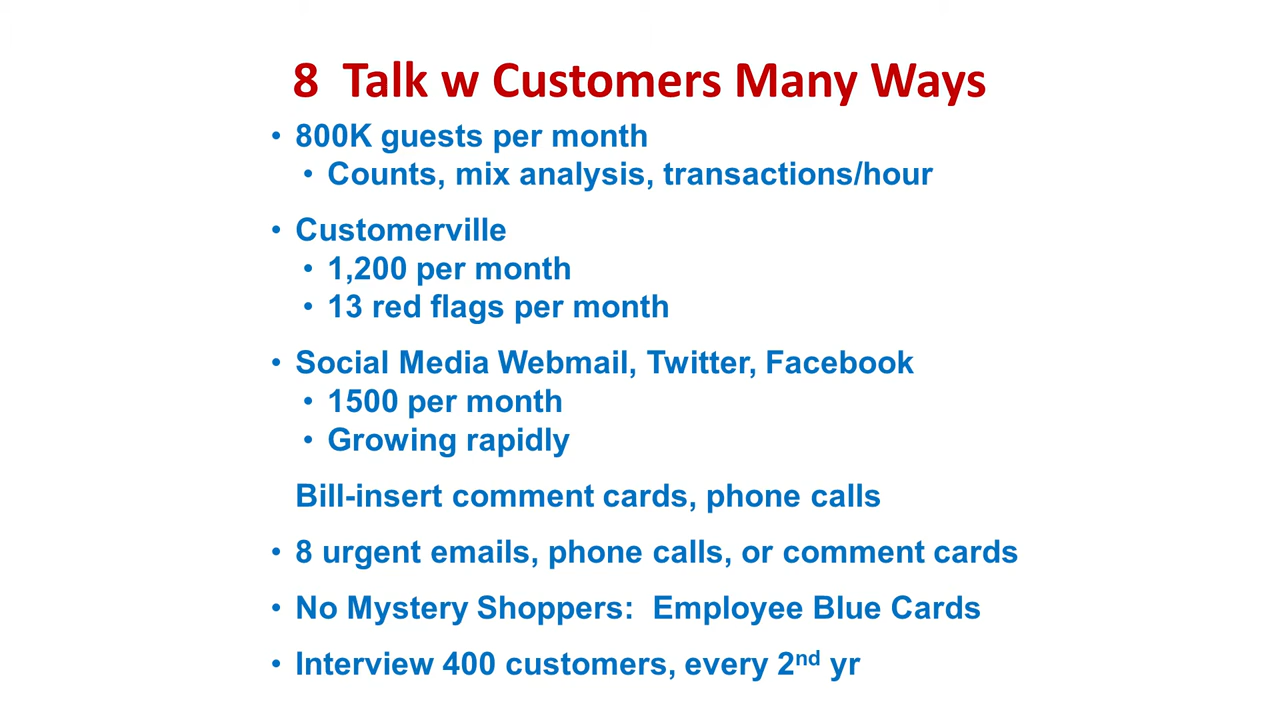 8  Talk w Customers Many Ways
• 800K guests per month
• Counts, mix analysis, transactions/hour
• Customerville
• 1,200 per month
• 13 red flags per month
• Social Media Webmail, Twitter, Facebook
• 1500 per month
• Growing rapidly
Bill-insert comment cards, phone calls
• 8 urgent emails, phone calls, or comment cards
• No Mystery Shoppers:  Employee Blue Cards
• Interview 400 customers, every 2nd yr